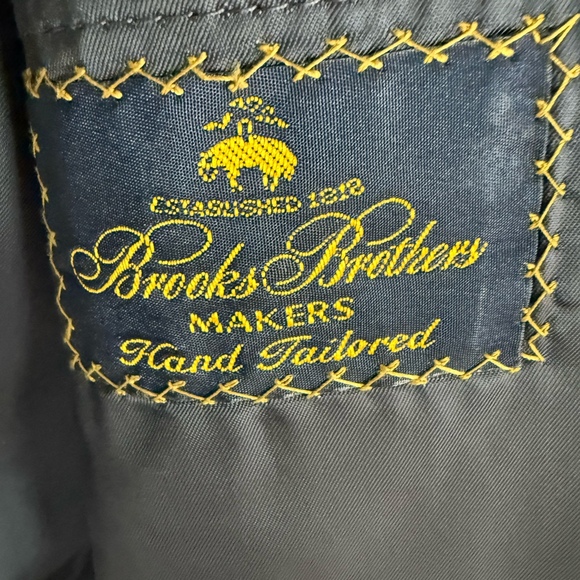 ESTABLISHED 1818
Brooks Brothers
MAKERS
Hand Tailored